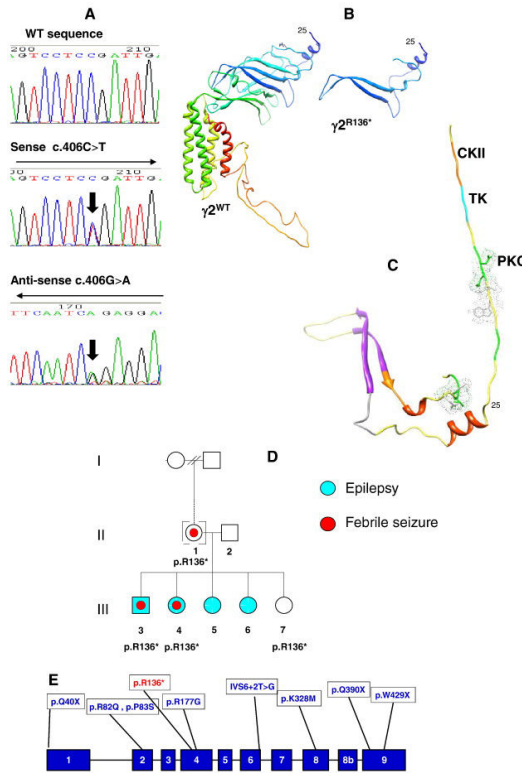 A
WT sequence
200 210
G T C C T C C G A T T G
Sense c.406C>T
00 210
G T C C T C C G A T T G
Anti-sense c.406G>A
170
T T C A A T C A G A G G A
B
25
25
γ2R136*
γ2WT
CKII
TK
PKC
C
25
D
I
II
III
Epilepsy
Febrile seizure
1 2
p.R136*
3 4 5 6 7
p.R136* p.R136* p.R136*
E
p.R136*
IVS6+2T>G
p.Q390X
p.Q40X
p.R82Q , p.P83S
p.R177G
p.K328M
p.W429X
1 2 3 4 5 6 7 8 8b 9